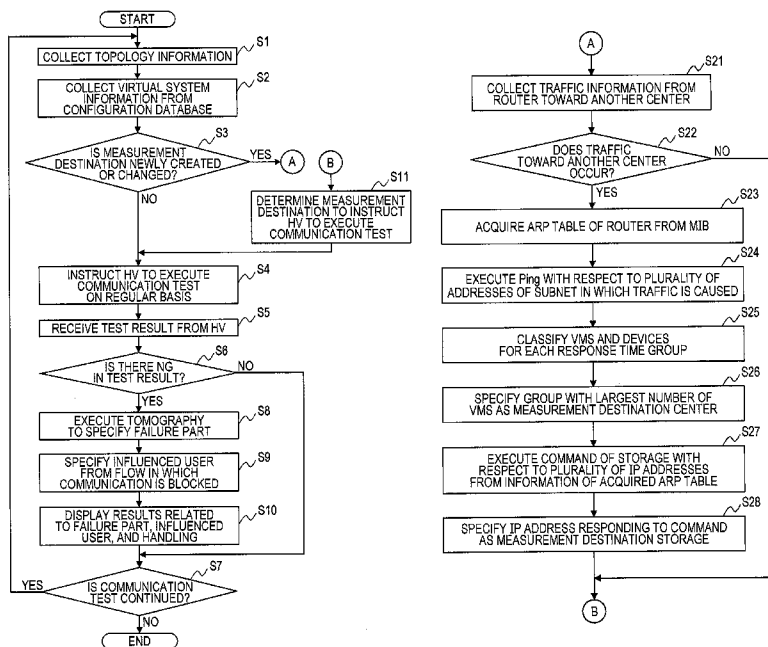 START
S1
COLLECT TOPOLOGY INFORMATION
S2
COLLECT VIRTUAL SYSTEM
INFORMATION FROM
CONFIGURATION DATABASE
S3
IS MEASUREMENT
DESTINATION NEWLY CREATED
OR CHANGED?
YES
A
NO
B
S11
DETERMINE MEASUREMENT
DESTINATION TO INSTRUCT
HV TO EXECUTE
COMMUNICATION TEST
S4
INSTRUCT HV TO EXECUTE
COMMUNICATION TEST
ON REGULAR BASIS
S5
RECEIVE TEST RESULT FROM HV
S6
IS THERE NG
IN TEST RESULT?
NO
YES
S8
EXECUTE TOMOGRAPHY
TO SPECIFY FAILURE PART
S9
SPECIFY INFLUENCED USER
FROM FLOW IN WHICH
COMMUNICATION IS BLOCKED
S10
DISPLAY RESULTS RELATED
TO FAILURE PART, INFLUENCED
USER, AND HANDLING
S7
YES
IS COMMUNICATION
TEST CONTINUED?
NO
END
A
S21
COLLECT TRAFFIC INFORMATION FROM
ROUTER TOWARD ANOTHER CENTER
S22
DOES TRAFFIC
TOWARD ANOTHER CENTER
OCCUR?
NO
YES
S23
ACQUIRE ARP TABLE OF ROUTER FROM MIB
S24
EXECUTE Ping WITH RESPECT TO PLURALITY OF
ADDRESSES OF SUBNET IN WHICH TRAFFIC IS CAUSED
S25
CLASSIFY VMS AND DEVICES
FOR EACH RESPONSE TIME GROUP
S26
SPECIFY GROUP WITH LARGEST NUMBER OF
VMS AS MEASUREMENT DESTINATION CENTER
S27
EXECUTE COMMAND OF STORAGE WITH
RESPECT TO PLURALITY OF IP ADDRESSES
FROM INFORMATION OF ACQUIRED ARP TABLE
S28
SPECIFY IP ADDRESS RESPONDING TO COMMAND
AS MEASUREMENT DESTINATION STORAGE
B